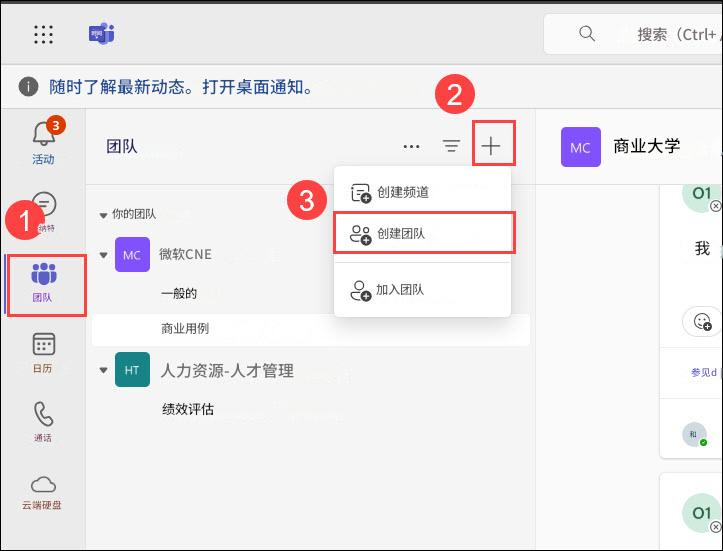 搜索（Ctrl+
随时了解最新动态。打开桌面通知。
2
3
活动
团队
MC 商业大学
O1
创建频道
3
你的团队
1
纳特
创建团队
我
MC 微软CNE
团队
一般的
加入团队
商业用例
日历
HT 人力资源-人才管理
参见d
绩效评估
通话
和
云端硬盘
O1